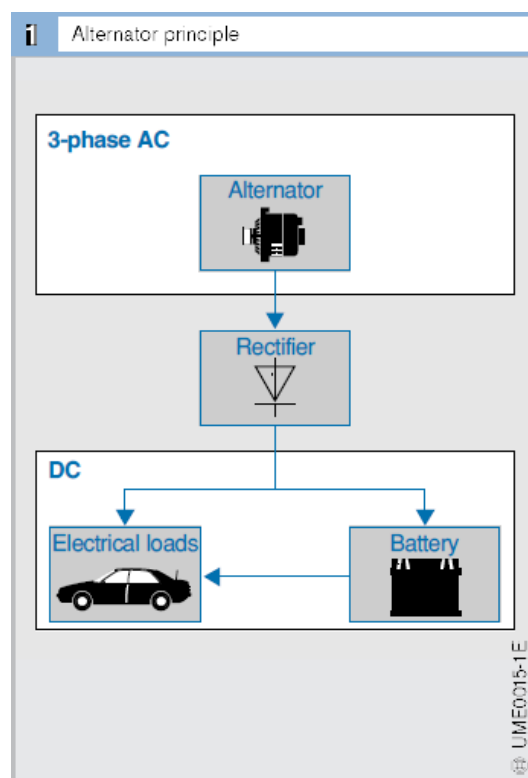 i Alternator principle
3-phase AC
Alternator
Rectifier
DC
Electrical loads
Battery
UME0015-1E